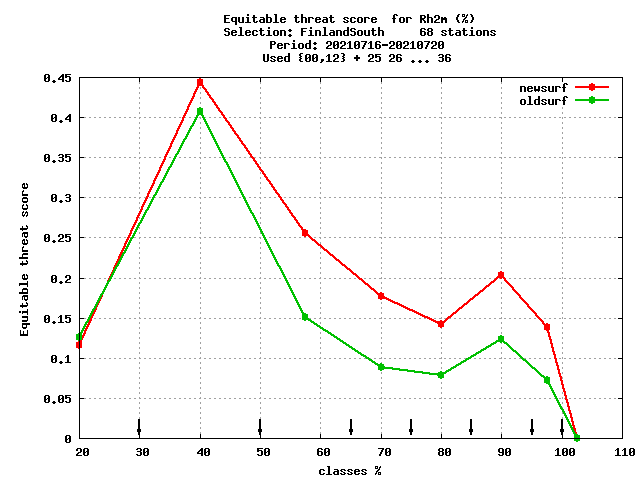 Equitable threat score  for Rh2m (%)
Selection: FinlandSouth     68 stations
Period: 20210716-20210720
Used {00,12} + 25 26 ... 36
newsurf
oldsurf
0.45
0.4
0.35
0.3
0.25
0.2
0.15
0.1
0.05
0
Equitable threat score
20 30 40 50 60 70 80 90 100 110
classes %